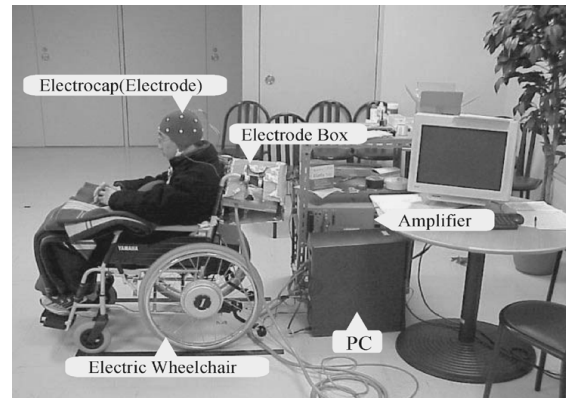 Electrocap(Electrode)
Electrode Box
Amplifier
YAMAHA
PC
Electric Wheelchair